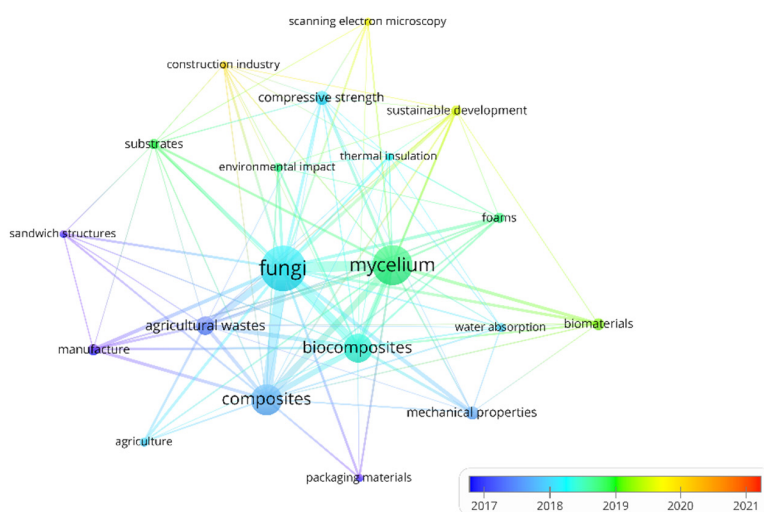 scanning electron microscopy
construction industry
compressive strength
sustainable development
substrates
thermal insulation
environmental impact
foams
sandwich structures
fungi
mycelium
agricultural wastes
water absorption
biomaterials
manufacture
biocomposites
composites
mechanical properties
agriculture
packaging materials
2017 2018 2019 2020 2021